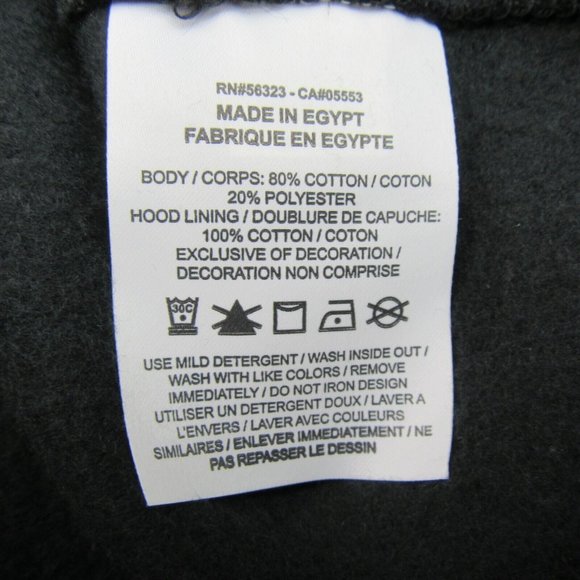 RN#56323 - CA#05553
MADE IN EGYPT
FABRIQUE EN EGYPTE
BODY / CORPS: 80% COTTON / COTON
20% POLYESTER
HOOD LINING / DOUBLURE DE CAPUCHE:
100% COTTON / COTON
EXCLUSIVE OF DECORATION /
DECORATION NON COMPRISE
30C
USE MILD DETERGENT / WASH INSIDE OUT /
WASH WITH LIKE COLORS / REMOVE
IMMEDIATELY / DO NOT IRON DESIGN
UTILISER UN DETERGENT DOUX / LAVER A
L'ENVERS / LAVER AVEC COULEURS
SIMILAIRES / ENLEVER IMMEDIATEMENT / NE
PAS REPASSER LE DESSIN